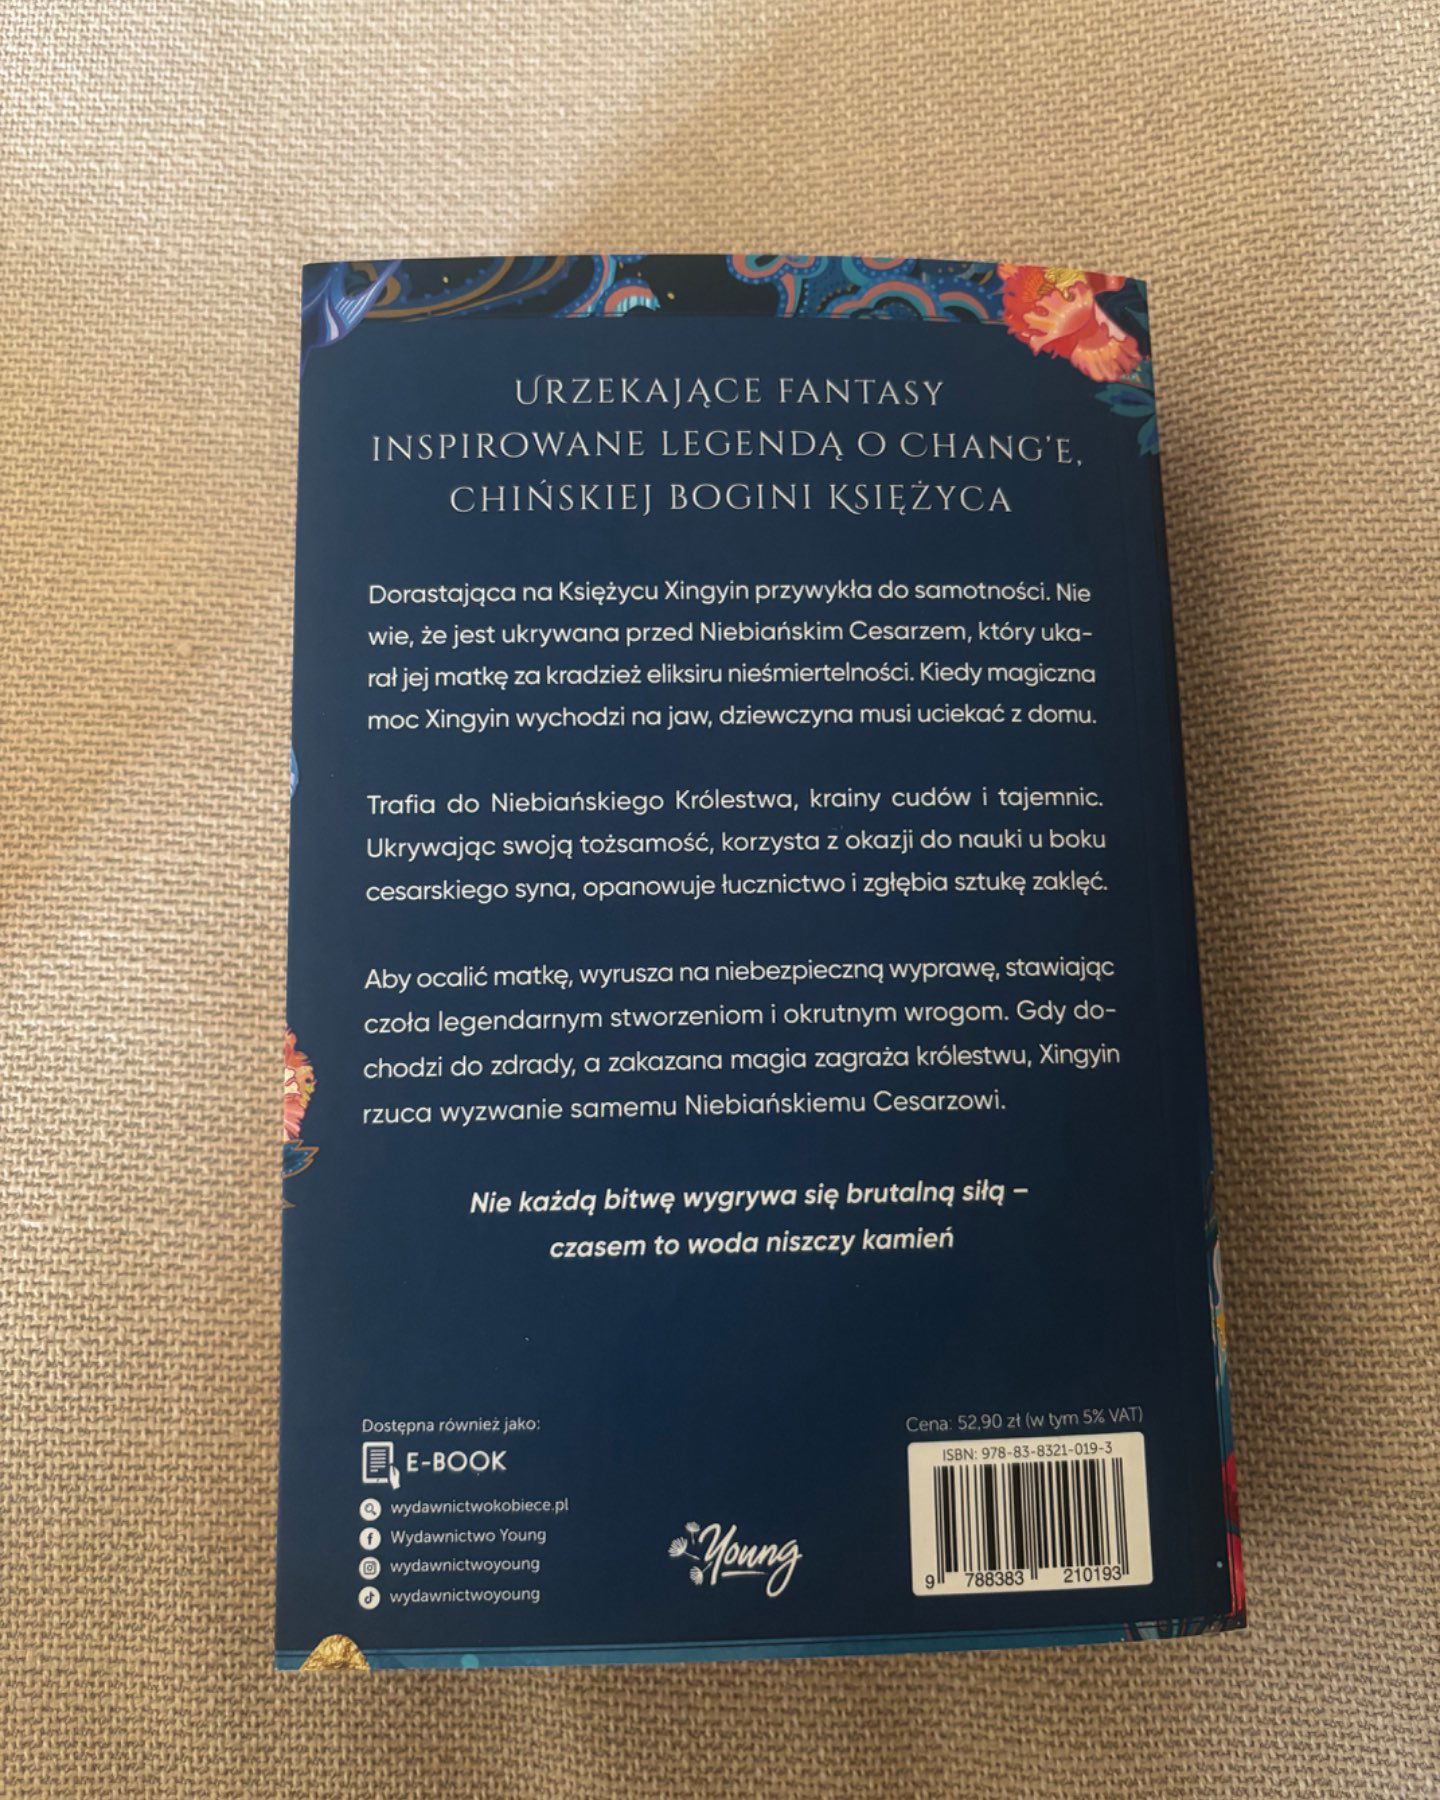 Urzekające fantasy
inspirowane legendą o Chang'e,
chińskiej bogini Księżyca
Dorastająca na Księżycu Xingyin przywykła do samotności. Nie
wie, że jest ukrywana przed Niebiańskim Cesarzem, który uka-
rał jej matkę za kradzież eliksiru nieśmiertelności. Kiedy magiczna
moc Xingyin wychodzi na jaw, dziewczyna musi uciekać z domu.
Trafia do Niebiańskiego Królestwa, krainy cudów i tajemnic.
Ukrywając swoją tożsamość, korzysta z okazji do nauki u boku
cesarskiego syna, opanowuje łucznictwo i zgłębia sztukę zaklęć.
Aby ocalić matkę, wyrusza na niebezpieczną wyprawę, stawiając
czoła legendarnym stworzeniom i okrutnym wrogom. Gdy do-
chodzi do zdrady, a zakazana magia zagraża królestwu, Xingyin
rzuca wyzwanie samemu Niebiańskiemu Cesarzowi.
Nie każdą bitwę wygrywa się brutalną siłą –
czasem to woda niszczy kamień
Dostępna również jako:
E-BOOK
wydawnictwokobiece.pl
Wydawnictwo Young
wydawnictwoyoung
wydawnictwoyoung
Young
Cena: 52,90 zł (w tym 5% VAT)
ISBN: 978-83-8321-019-3
9 788383 210193